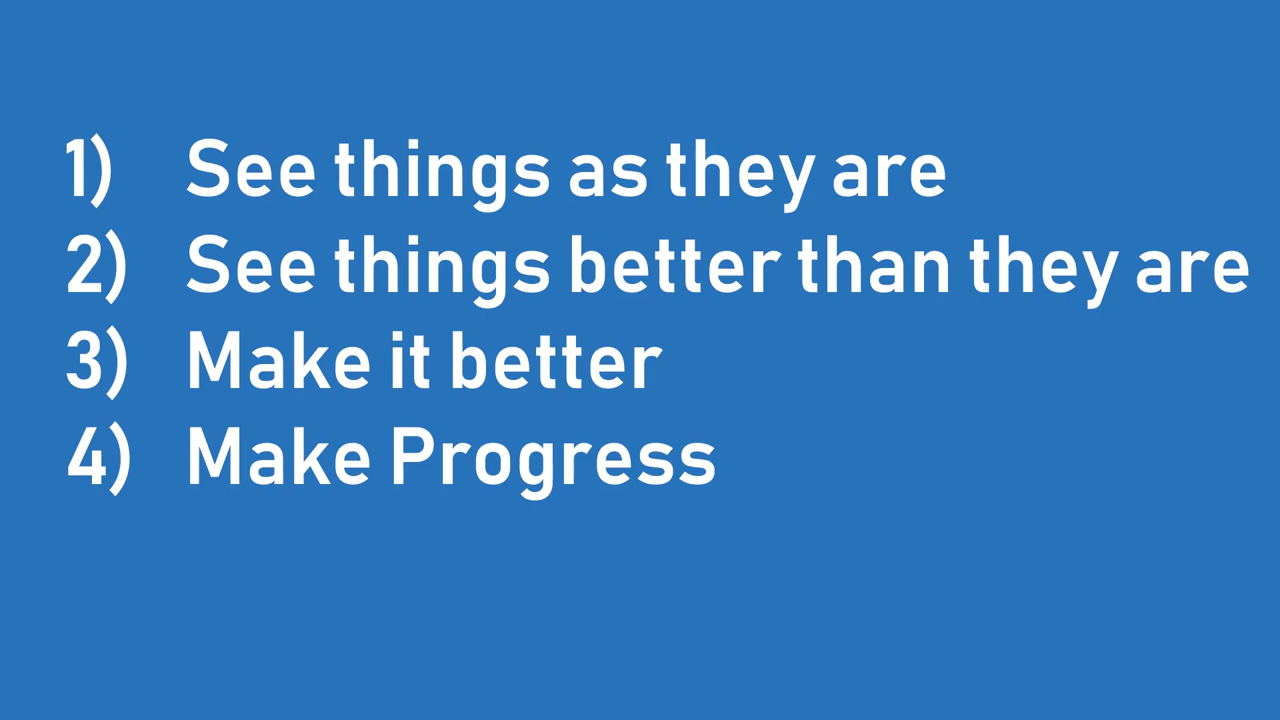 1) See things as they are
2) See things better than they are
3) Make it better
4) Make Progress